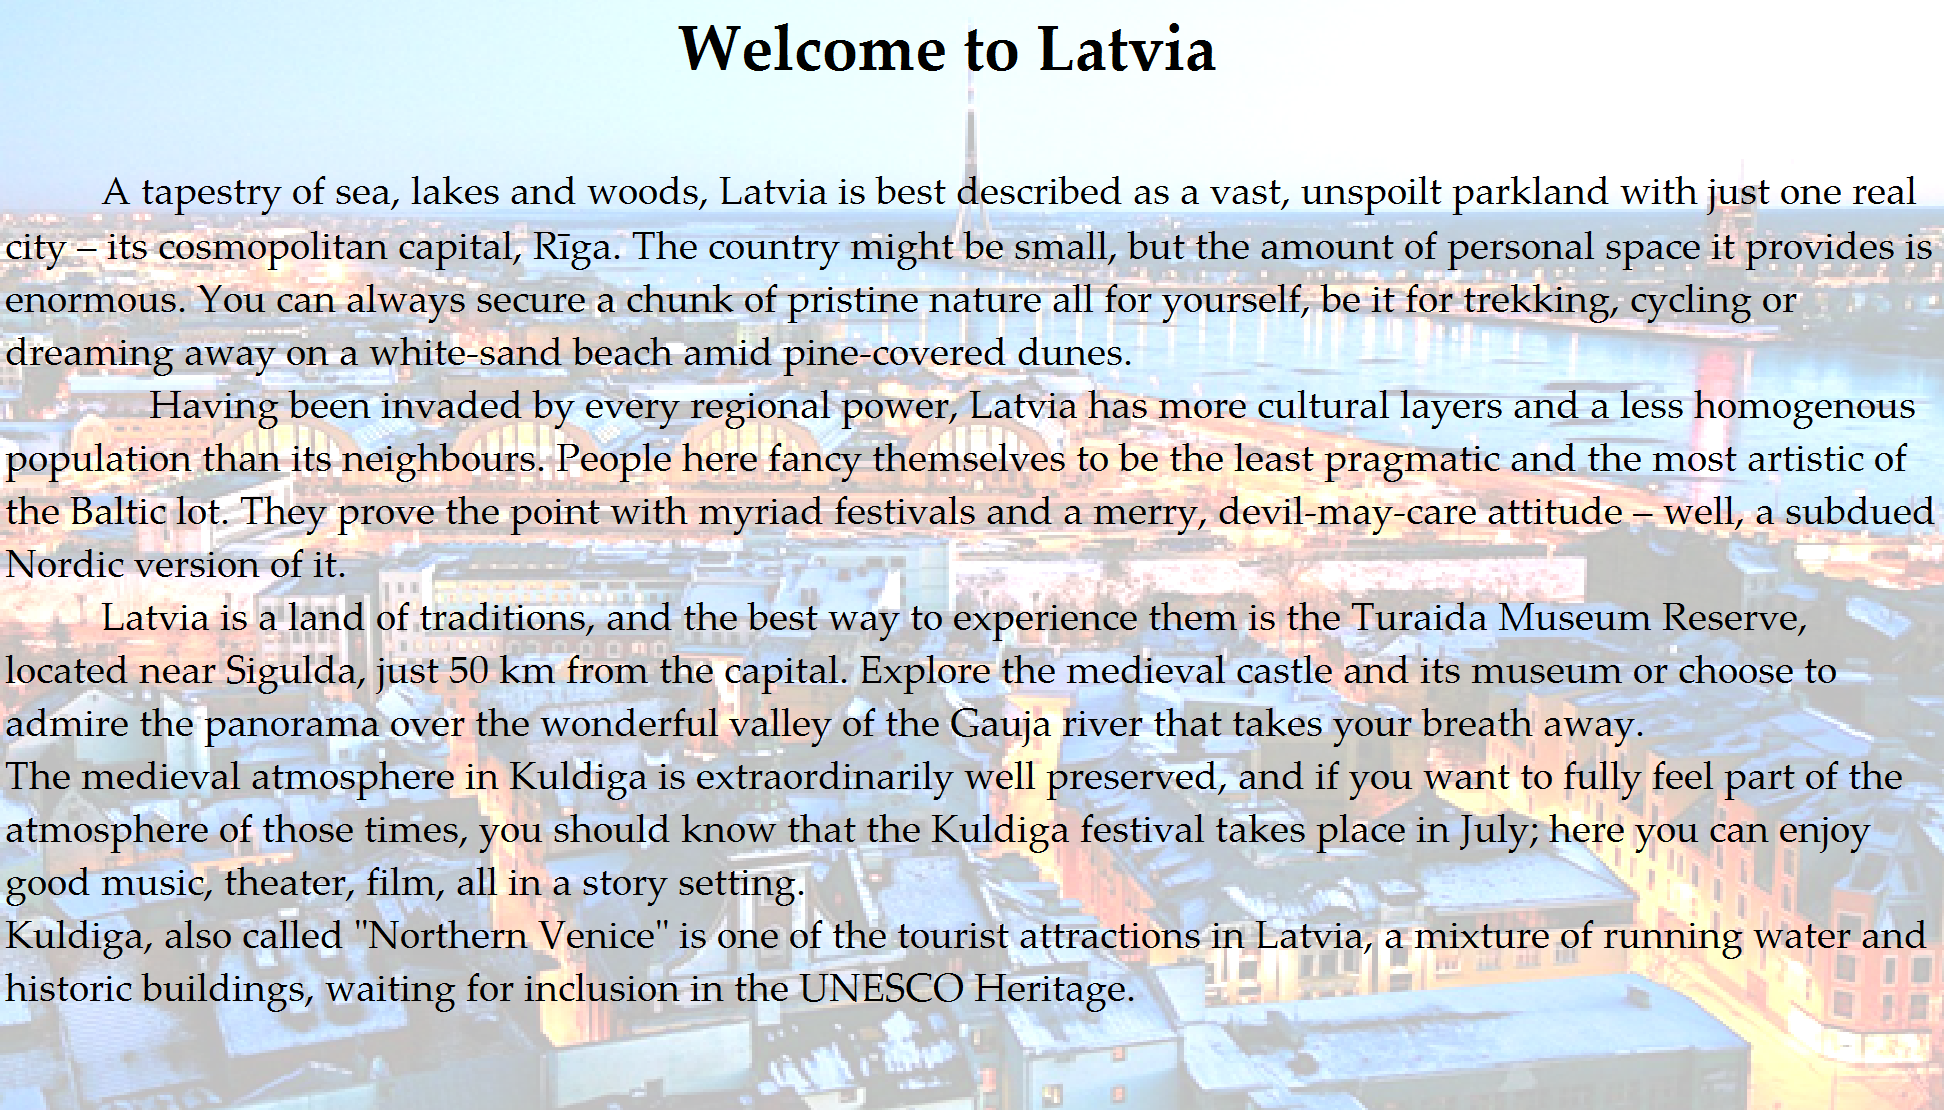 Welcome to Latvia
A tapestry of sea, lakes and woods, Latvia is best described as a vast, unspoilt parkland with just one real
city – its cosmopolitan capital, Rīga. The country might be small, but the amount of personal space it provides is
enormous. You can always secure a chunk of pristine nature all for yourself, be it for trekking, cycling or
dreaming away on a white-sand beach amid pine-covered dunes.
Having been invaded by every regional power, Latvia has more cultural layers and a less homogenous
population than its neighbours. People here fancy themselves to be the least pragmatic and the most artistic of
the Baltic lot. They prove the point with myriad festivals and a merry, devil-may-care attitude – well, a subdued
Nordic version of it.
Latvia is a land of traditions, and the best way to experience them is the Turaida Museum Reserve,
located near Sigulda, just 50 km from the capital. Explore the medieval castle and its museum or choose to
admire the panorama over the wonderful valley of the Gauja river that takes your breath away.
The medieval atmosphere in Kuldiga is extraordinarily well preserved, and if you want to fully feel part of the
atmosphere of those times, you should know that the Kuldiga festival takes place in July; here you can enjoy
good music, theater, film, all in a story setting.
Kuldiga, also called "Northern Venice" is one of the tourist attractions in Latvia, a mixture of running water and
historic buildings, waiting for inclusion in the UNESCO Heritage.